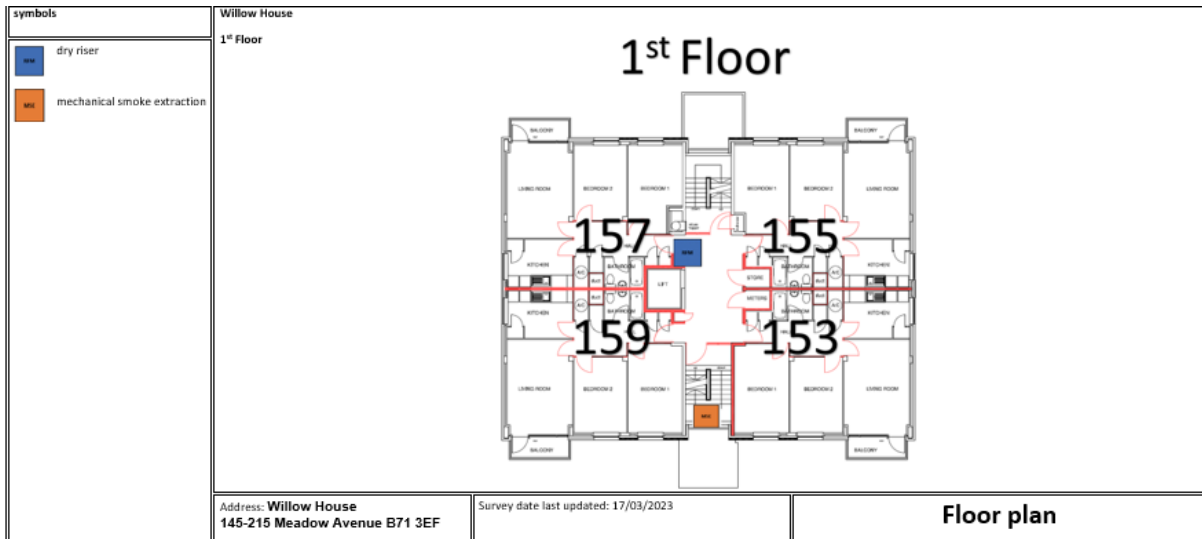 symbols
dry riser
MSE
mechanical smoke extraction
Willow House
1st Floor
1st Floor
BALCONY
BALCONY
LIVING ROOM
BEDROOM 2
BEDROOM 1
BEDROOM 1
BEDROOM 2
LIVING ROOM
157
155
KITCHEN
BATHROOM
BATHROOM
KITCHEN
A/C
LIFT
STORE
A/C
METERS
A/C
A/C
KITCHEN
BATHROOM
BATHROOM
KITCHEN
159
153
LIVING ROOM
BEDROOM 2
BEDROOM 1
BEDROOM 1
BEDROOM 2
LIVING ROOM
MSE
BALCONY
BALCONY
Address: Willow House
145-215 Meadow Avenue B71 3EF
Survey date last updated: 17/03/2023
Floor plan